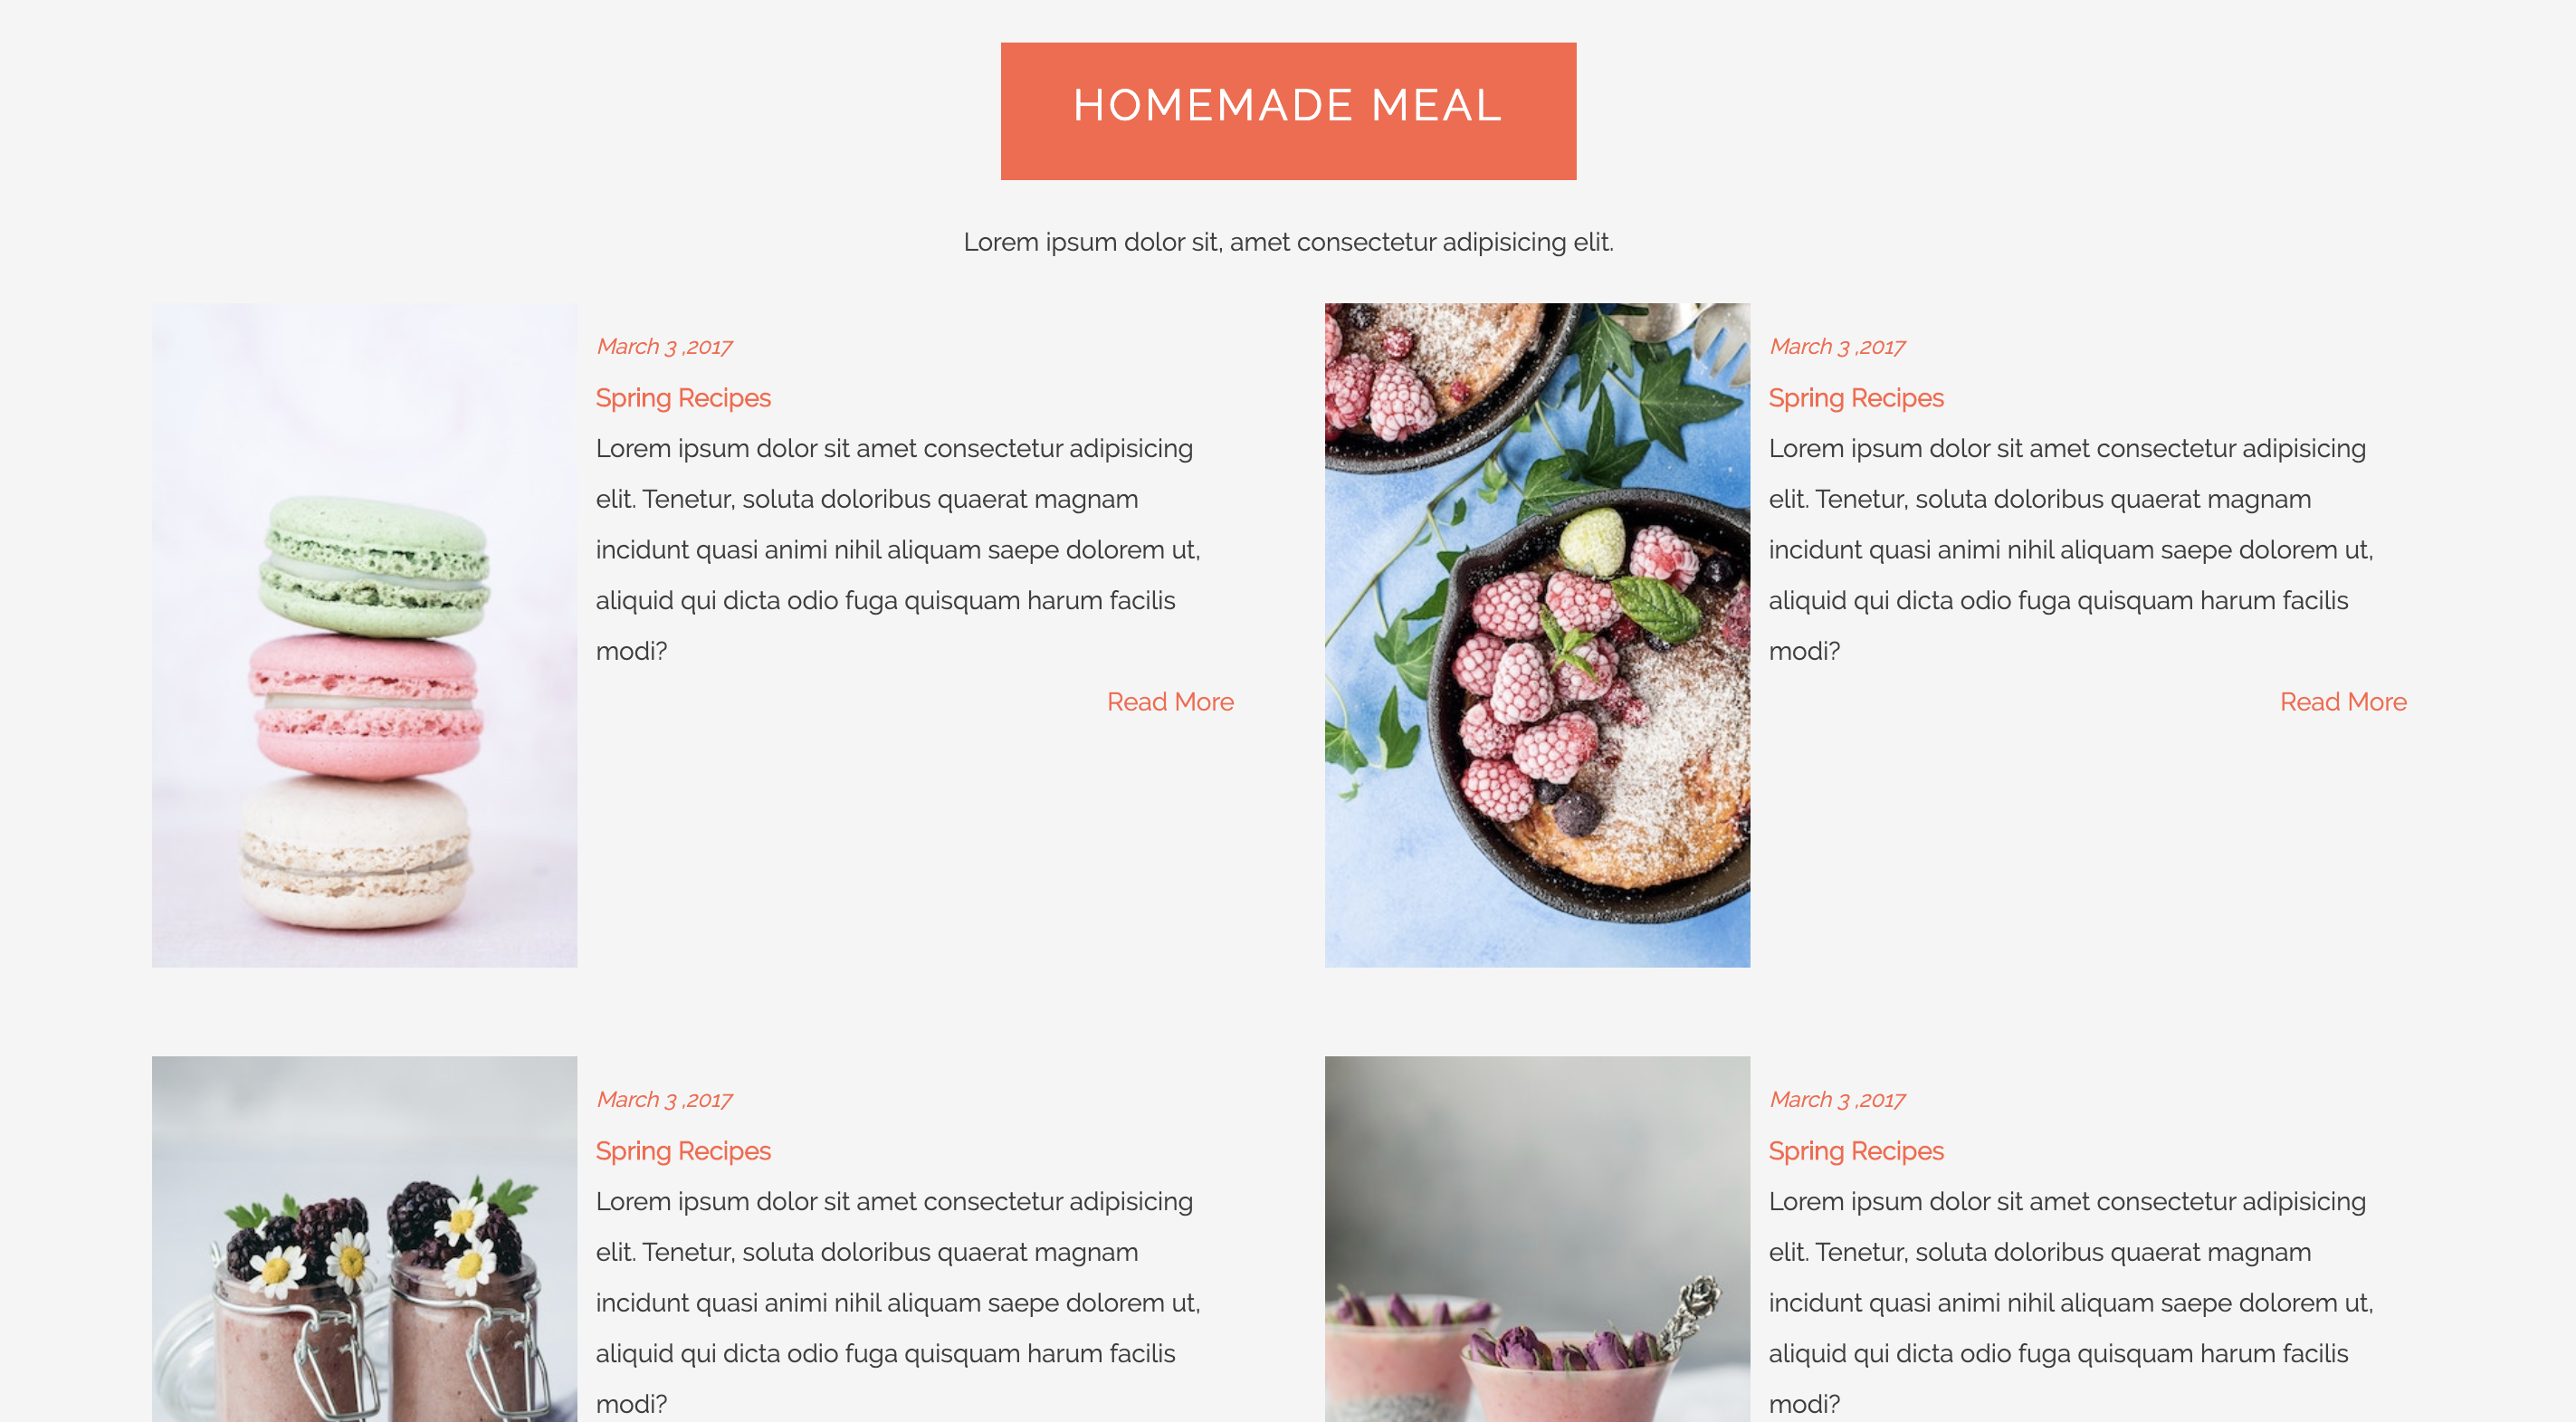 HOMEMADE MEAL
Lorem ipsum dolor sit, amet consectetur adipisicing elit.
March 3 ,2017
Spring Recipes
Lorem ipsum dolor sit amet consectetur adipisicing
elit. Tenetur, soluta doloribus quaerat magnam
incidunt quasi animi nihil aliquam saepe dolorem ut,
aliquid qui dicta odio fuga quisquam harum facilis
modi?
Read More
March 3 ,2017
Spring Recipes
Lorem ipsum dolor sit amet consectetur adipisicing
elit. Tenetur, soluta doloribus quaerat magnam
incidunt quasi animi nihil aliquam saepe dolorem ut,
aliquid qui dicta odio fuga quisquam harum facilis
modi?
Read More
March 3 ,2017
Spring Recipes
Lorem ipsum dolor sit amet consectetur adipisicing
elit. Tenetur, soluta doloribus quaerat magnam
incidunt quasi animi nihil aliquam saepe dolorem ut,
aliquid qui dicta odio fuga quisquam harum facilis
modi?
March 3 ,2017
Spring Recipes
Lorem ipsum dolor sit amet consectetur adipisicing
elit. Tenetur, soluta doloribus quaerat magnam
incidunt quasi animi nihil aliquam saepe dolorem ut,
aliquid qui dicta odio fuga quisquam harum facilis
modi?